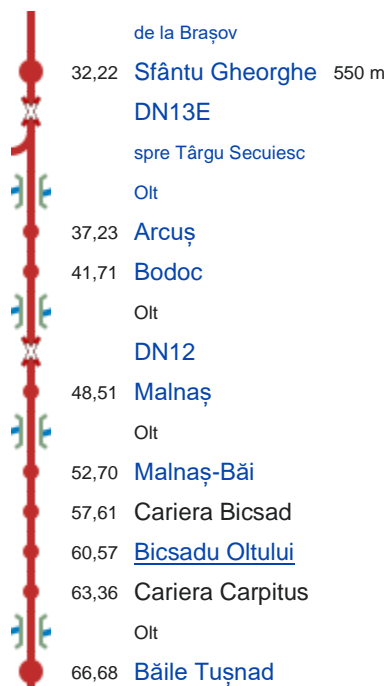 de la Brașov
32,22 Sfântu Gheorghe 550 m
DN13E
spre Târgu Secuiesc
Olt
37,23 Arcuș
41,71 Bodoc
Olt
DN12
48,51 Malnaș
Olt
52,70 Malnaș-Băi
57,61 Cariera Bicsad
60,57 Bicsadu Oltului
63,36 Cariera Carpitus
Olt
66,68 Băile Tușnad